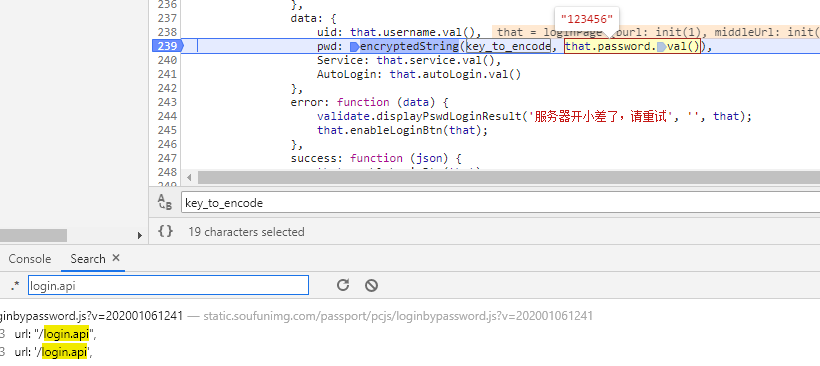 236 },
"123456"
237 data: {
238 uid: that.username.val(), that = loginPage {burl: init(1), middleUrl: init(
239 pwd: encryptedString(key_to_encode, that.password.val()),
240 Service: that.service.val(),
241 AutoLogin: that.autoLogin.val()
242 },
243 error: function (data) {
244 validate.displayPswdLoginResult('服务器开小差了，请重试', '', that);
245 that.enableLoginBtn(that);
246 },
247 success: function (json) {
248
key_to_encode
{} 19 characters selected
Console Search ×
.* login.api
ginbypassword.js?v=202001061241 — static.soufunimg.com/passport/pcjs/loginbypassword.js?v=202001061241
3 url: "/login.api",
3 url: '/login.api',